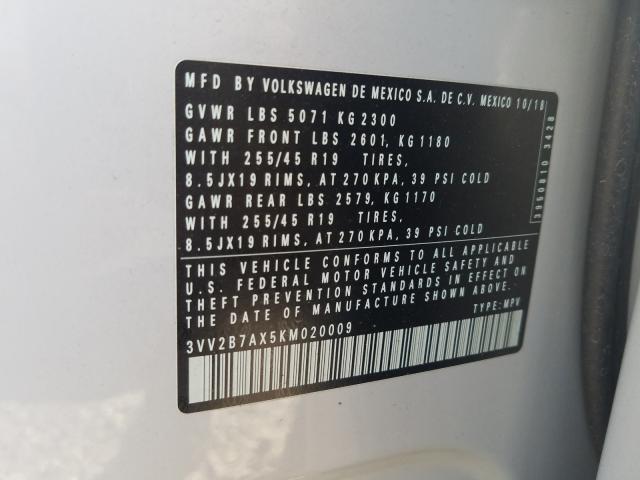 MFD BY VOLKSWAGEN DE MEXICO S.A. DE C.V. MEXICO 10/18
GVWR LBS 5071 KG 2300
GAWR FRONT LBS 2601, KG 1180
WITH 255/45 R19 TIRES,
8.5JX19 RIMS, AT 270 KPA, 39 PSI COLD
GAWR REAR LBS 2579, KG 1170
WITH 255/45 R19 TIRES,
8.5JX19 RIMS, AT 270 KPA, 39 PSI COLD
THIS VEHICLE CONFORMS TO ALL APPLICABLE
U.S. FEDERAL MOTOR VEHICLE SAFETY AND
THEFT PREVENTION STANDARDS IN EFFECT ON
THE DATE OF MANUFACTURE SHOWN ABOVE.
TYPE: MPV
3VV2B7AX5KM020009
3950810 3428